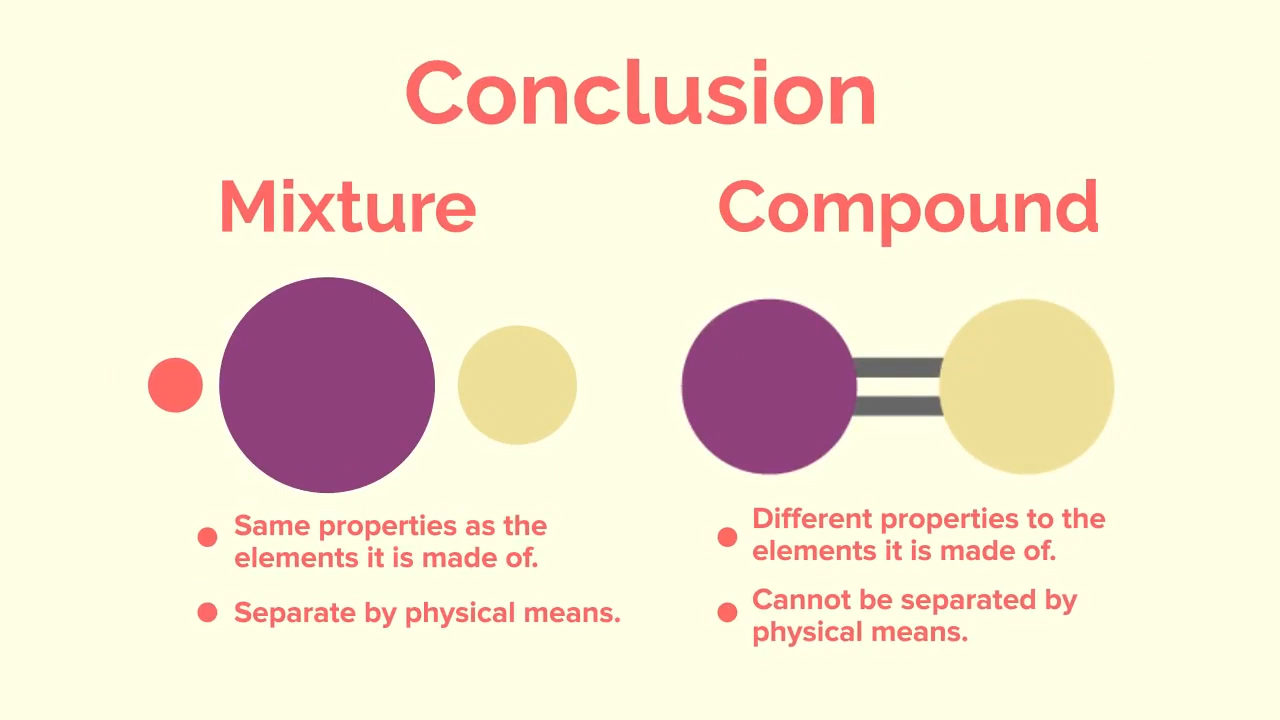 Conclusion
Mixture
Compound
Same properties as the
elements it is made of.
Separate by physical means.
Different properties to the
elements it is made of.
Cannot be separated by
physical means.